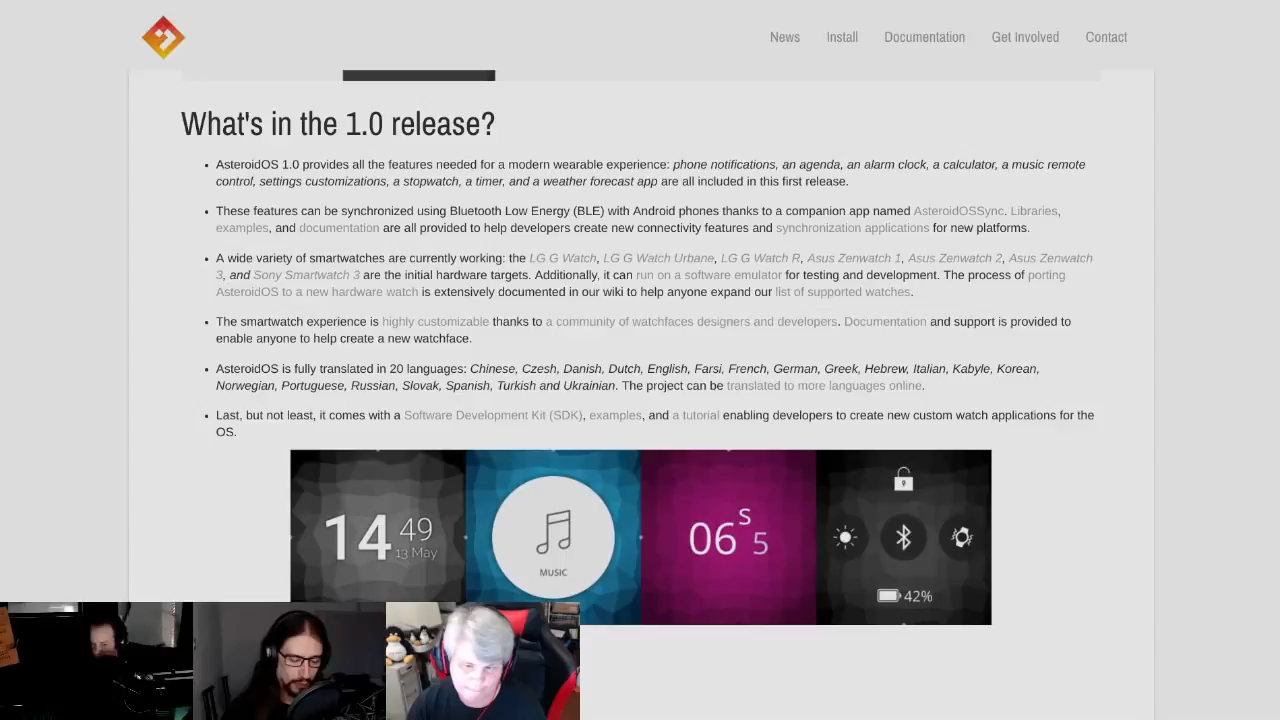 News Install Documentation Get Involved Contact
What's in the 1.0 release?
AsteroidOS 1.0 provides all the features needed for a modern wearable experience: phone notifications, an agenda, an alarm clock, a calculator, a music remote
control, settings customizations, a stopwatch, a timer, and a weather forecast app are all included in this first release.
These features can be synchronized using Bluetooth Low Energy (BLE) with Android phones thanks to a companion app named AsteroidOSSync. Libraries,
examples, and documentation are all provided to help developers create new connectivity features and synchronization applications for new platforms.
A wide variety of smartwatches are currently working: the LG G Watch, LG G Watch Urbane, LG G Watch R, Asus Zenwatch 1, Asus Zenwatch 2, Asus Zenwatch
3, and Sony Smartwatch 3 are the initial hardware targets. Additionally, it can run on a software emulator for testing and development. The process of porting
AsteroidOS to a new hardware watch is extensively documented in our wiki to help anyone expand our list of supported watches.
The smartwatch experience is highly customizable thanks to a community of watchfaces designers and developers. Documentation and support is provided to
enable anyone to help create a new watchface.
AsteroidOS is fully translated in 20 languages: Chinese, Czesh, Danish, Dutch, English, Farsi, French, German, Greek, Hebrew, Italian, Kabyle, Korean,
Norwegian, Portuguese, Russian, Slovak, Spanish, Turkish and Ukrainian. The project can be translated to more languages online.
Last, but not least, it comes with a Software Development Kit (SDK), examples, and a tutorial enabling developers to create new custom watch applications for the
OS.
14 49
13 May
MUSIC
06 s 5
42%